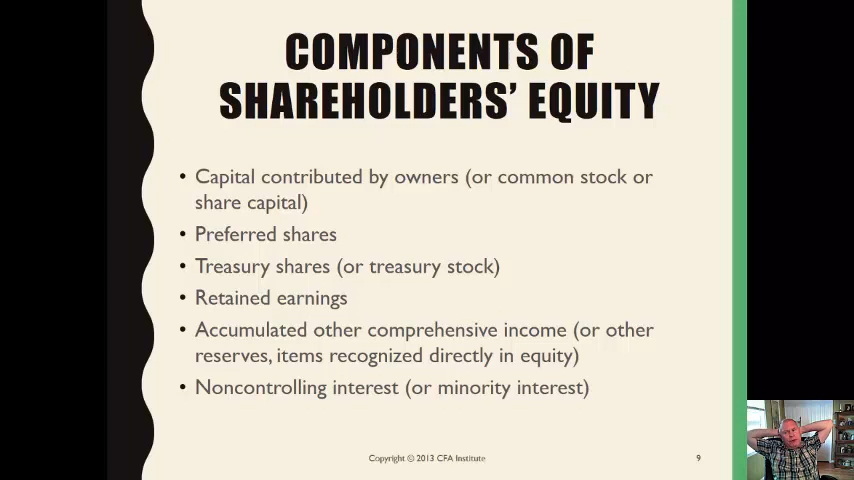 COMPONENTS OF
SHAREHOLDERS' EQUITY
• Capital contributed by owners (or common stock or
share capital)
• Preferred shares
• Treasury shares (or treasury stock)
• Retained earnings
• Accumulated other comprehensive income (or other
reserves, items recognized directly in equity)
• Noncontrolling interest (or minority interest)
Copyright © 2013 CFA Institute
9